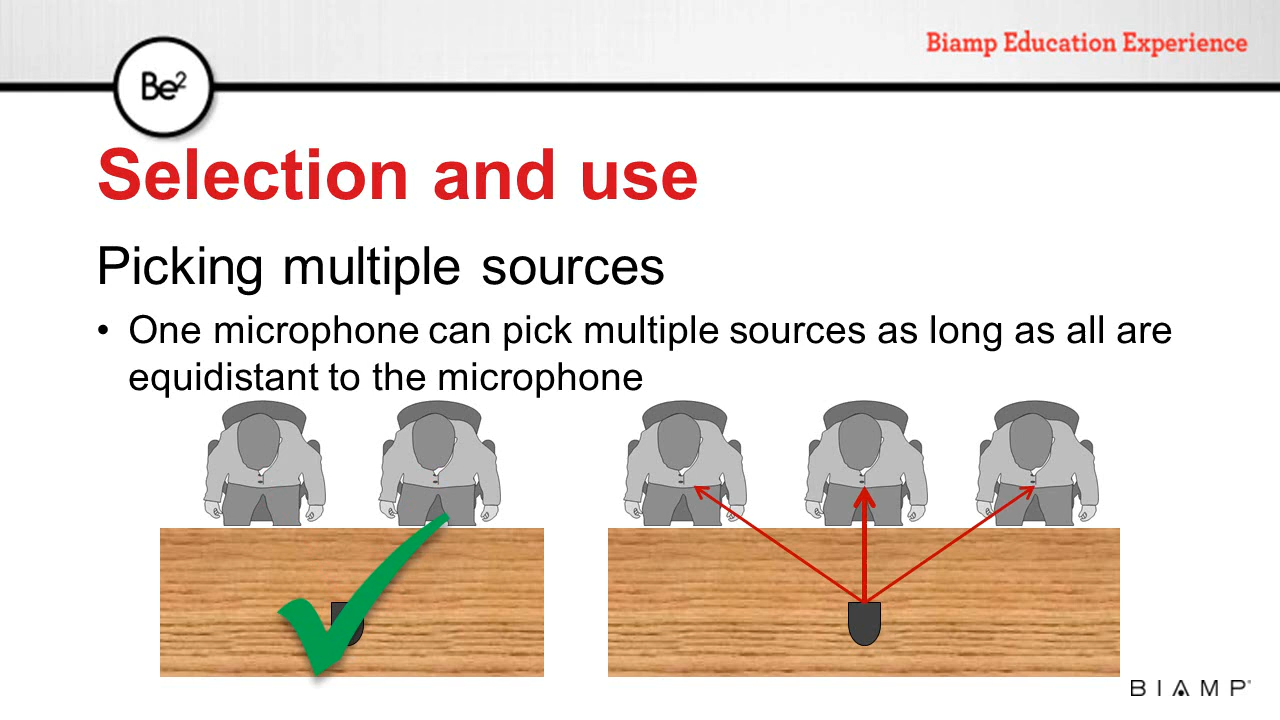 Biamp Education Experience
Be²
Selection and use
Picking multiple sources
• One microphone can pick multiple sources as long as all are
equidistant to the microphone
BIAMP®